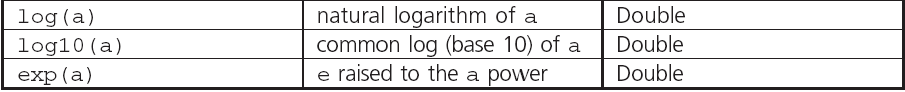 log(a) natural logarithm of a Double
log10(a) common log (base 10) of a Double
exp(a) e raised to the a power Double